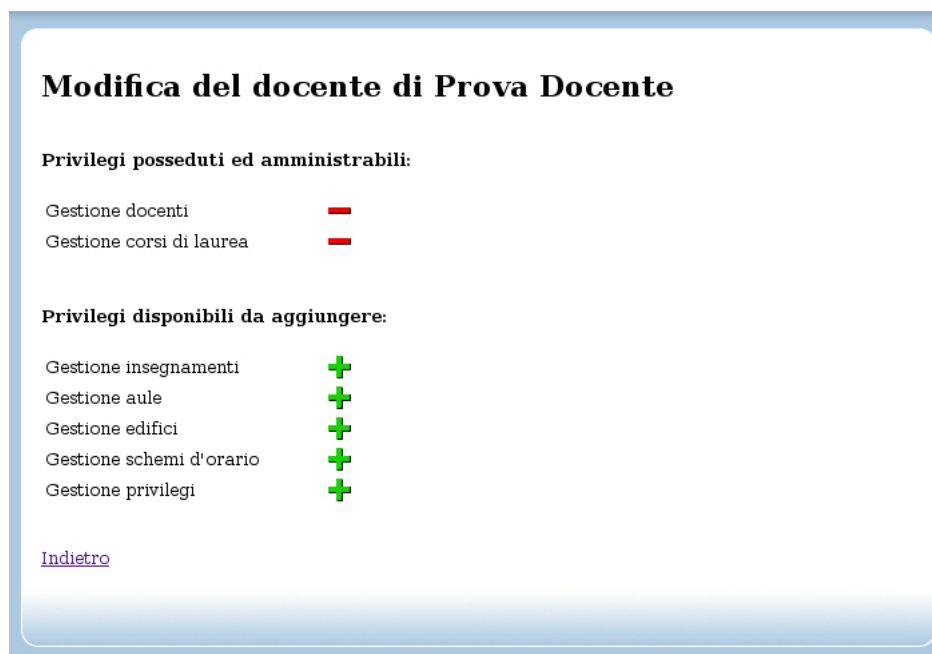 Modifica del docente di Prova Docente
Privilegi posseduti ed amministrabili:
Gestione docenti
Gestione corsi di laurea
Privilegi disponibili da aggiungere:
Gestione insegnamenti
Gestione aule
Gestione edifici
Gestione schemi d'orario
Gestione privilegi
Indietro